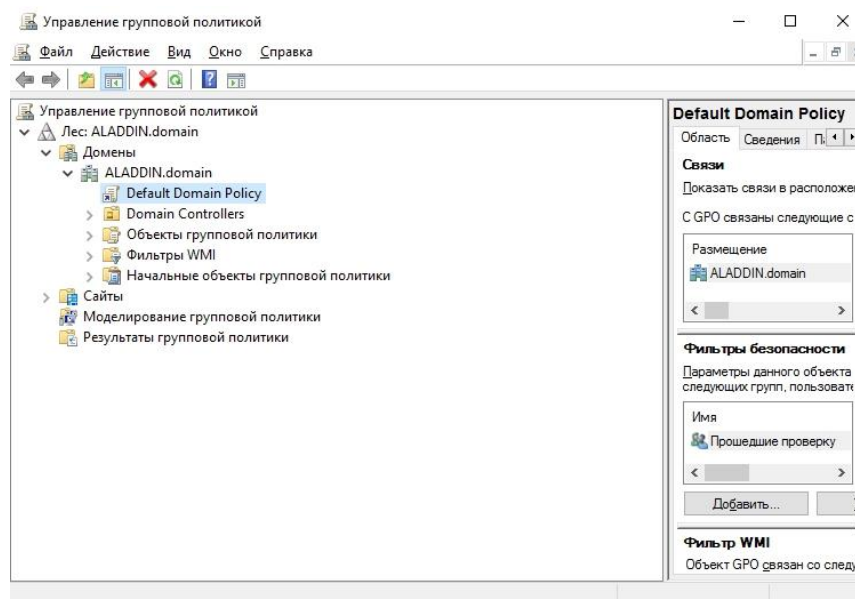 Управление групповой политикой
Файл Действие Вид Окно Справка
Управление групповой политикой
Лес: ALADDIN.domain
Домены
ALADDIN.domain
Default Domain Policy
Domain Controllers
Объекты групповой политики
Фильтры WMI
Начальные объекты групповой политики
Сайты
Моделирование групповой политики
Результаты групповой политики
Default Domain Policy
Область Сведения
Связи
Показать связи в
С GPO связаны следующие
Размещение
ALADDIN.domain
Фильтры безопасности
Параметры данного объекта
следующих групп,
Имя
Прошедшие проверку
Добавить...
Фильтр WMI
Объект GPO связан со